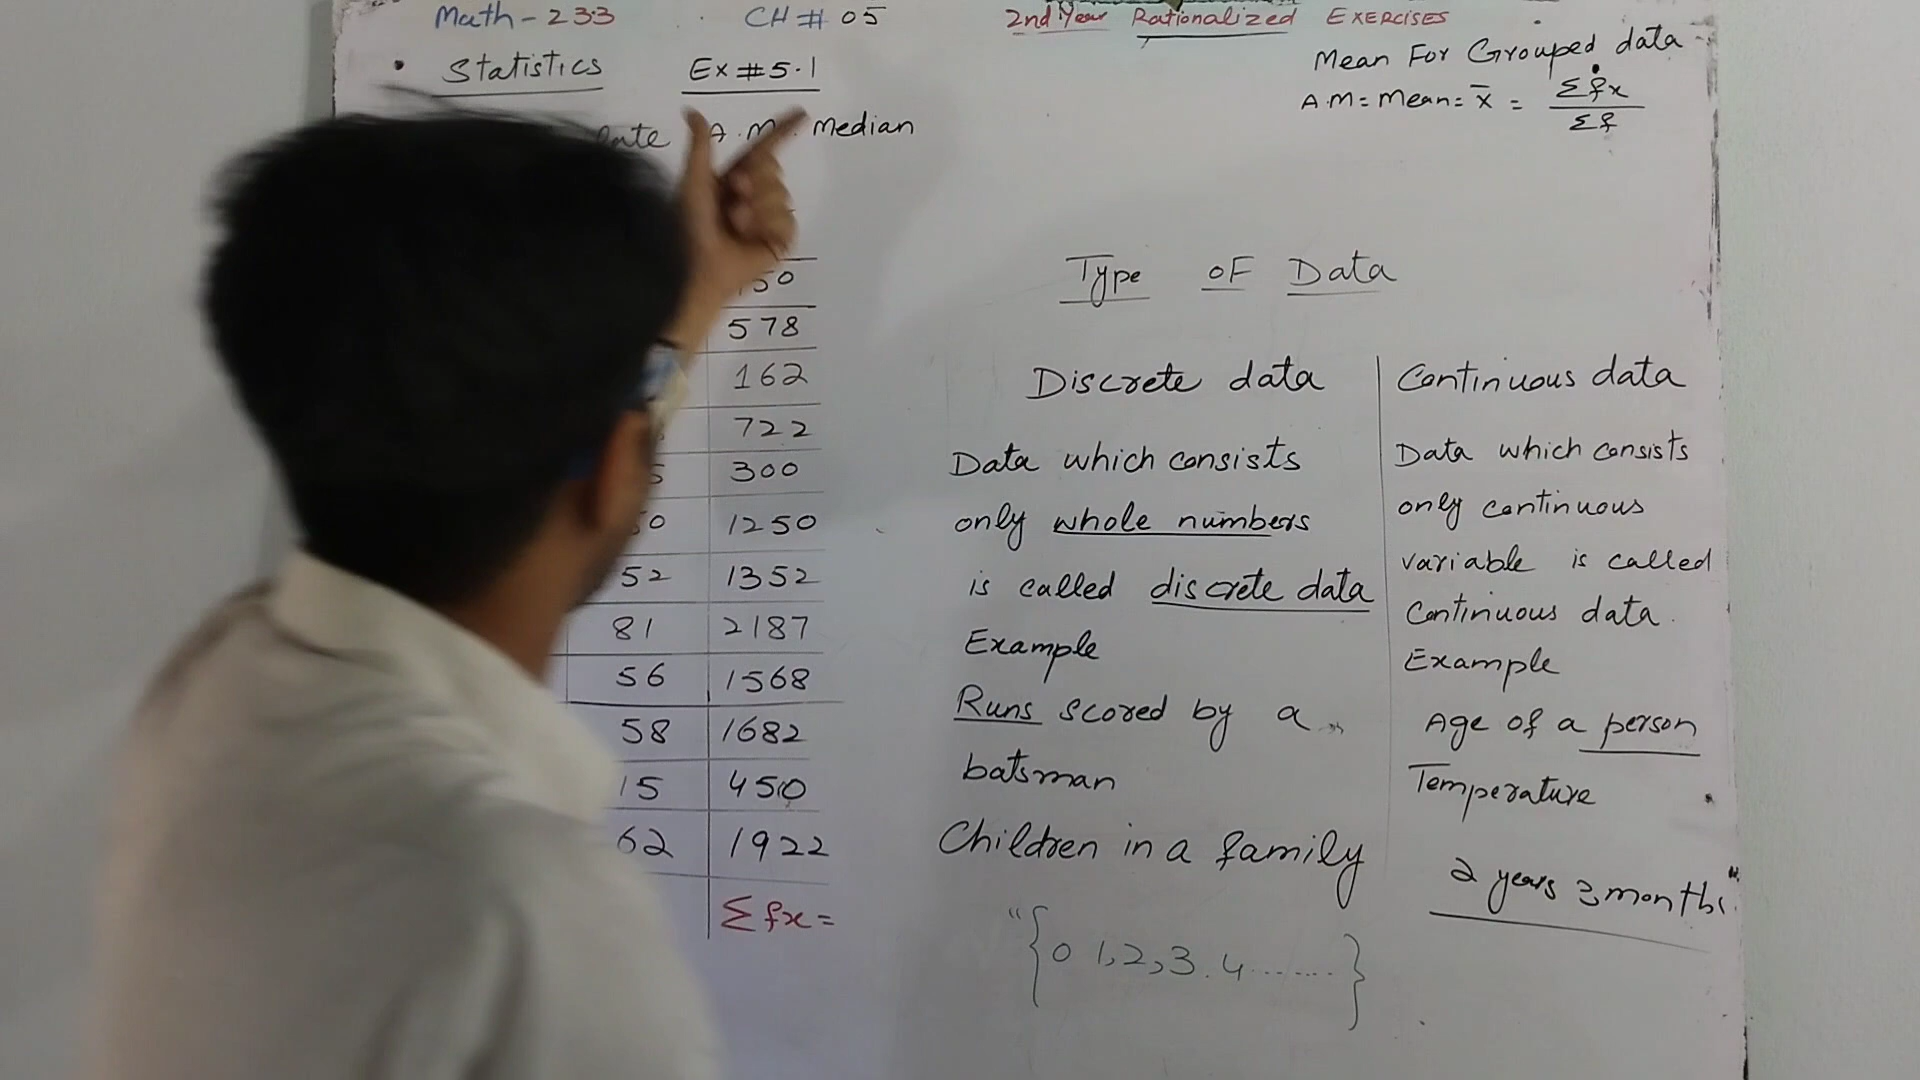 Math-233 CH # 05 2nd Year Rationalized EXERCISES
Statistics Ex # 5.1
A.M. Median
Mean For Grouped data
A.M = Mean = x̄ = Σfx / Σf
578
162
722
300
1250
52 1352
81 2187
56 1568
58 1682
15 450
62 1922
Σfx =
Type OF Data
Discrete data
Data which consists
only whole numbers
is called discrete data
Example
Runs scored by a
batsman
Children in a family
"{0 1,2,3.4.......}
Continuous data
Data which consists
only continuous
variable is called
Continuous data.
Example
Age of a person
Temperature
2 years 3 months